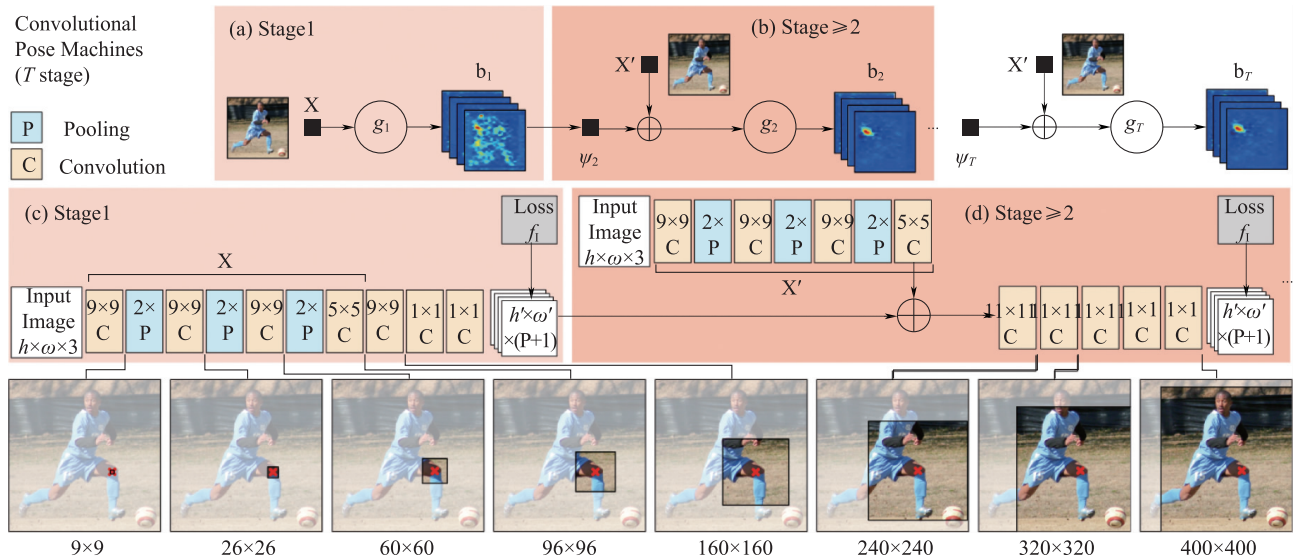 Convolutional
Pose Machines
(T stage)
P Pooling
C Convolution
(a) Stage1
X
g₁
b₁
(b) Stage≥2
X′
ψ₂
g₂
b₂
...
X′
ψT
gT
bT
(c) Stage1
Loss
fI
X
Input
Image
h×ω×3
9×9
C
2×
P
9×9
C
2×
P
9×9
C
2×
P
5×5
C
9×9
C
1×1
C
1×1
C
h′×ω′
×(P+1)
(d) Stage≥2
Input
Image
h×ω×3
9×9
C
2×
P
9×9
C
2×
P
9×9
C
2×
P
5×5
C
X′
Loss
fI
11×11
C
11×11
C
11×11
C
1×1
C
1×1
C
h′×ω′
×(P+1)
...
9×9
26×26
60×60
96×96
160×160
240×240
320×320
400×400